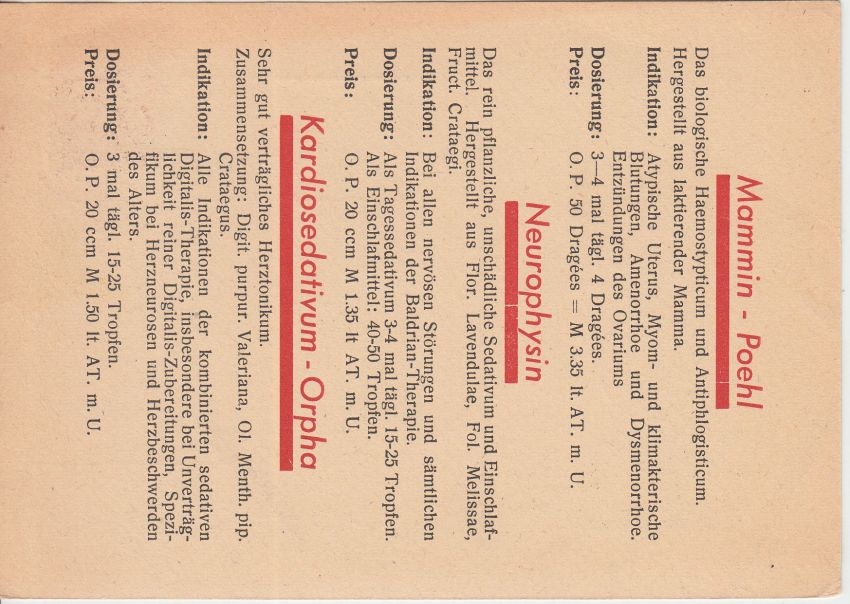 Mammin - Poehl
Das biologische Haemostypticum und Antiphlogisticum.
Hergestellt aus laktierender Mamma.
Indikation: Atypische Uterus, Myom- und klimakterische
Blutungen, Amenorrhoe und Dysmenorrhoe.
Entzündungen des Ovariums
Dosierung: 3—4 mal tägl. 4 Dragées.
Preis: O. P. 50 Dragées = M 3.35 lt. AT. m. U.
Neurophysin
Das rein pflanzliche, unschädliche Sedativum und Einschlaf-
mittel. Hergestellt aus Flor. Lavendulae, Fol. Melissae,
Fruct. Crataegi.
Indikation: Bei allen nervösen Störungen und sämtlichen
Indikationen der Baldrian-Therapie.
Dosierung: Als Tagessedativum 3-4 mal tägl. 15-25 Tropfen.
Als Einschlafmittel: 40-50 Tropfen.
Preis: O. P. 20 ccm M 1.35 lt AT. m. U.
Kardiosedativum - Orpha
Sehr gut verträgliches Herztonikum.
Zusammensetzung: Digit. purpur. Valeriana, Ol. Menth. pip.
Crataegus.
Indikation: Alle Indikationen der kombinierten sedativen
Digitalis-Therapie, insbesondere bei Unverträg-
lichkeit reiner Digitalis-Zubereitungen, Spezi-
fikum bei Herzneurosen und Herzbeschwerden
des Alters.
Dosierung: 3 mal tägl. 15-25 Tropfen.
Preis: O. P. 20 ccm M 1.50 lt. AT. m. U.